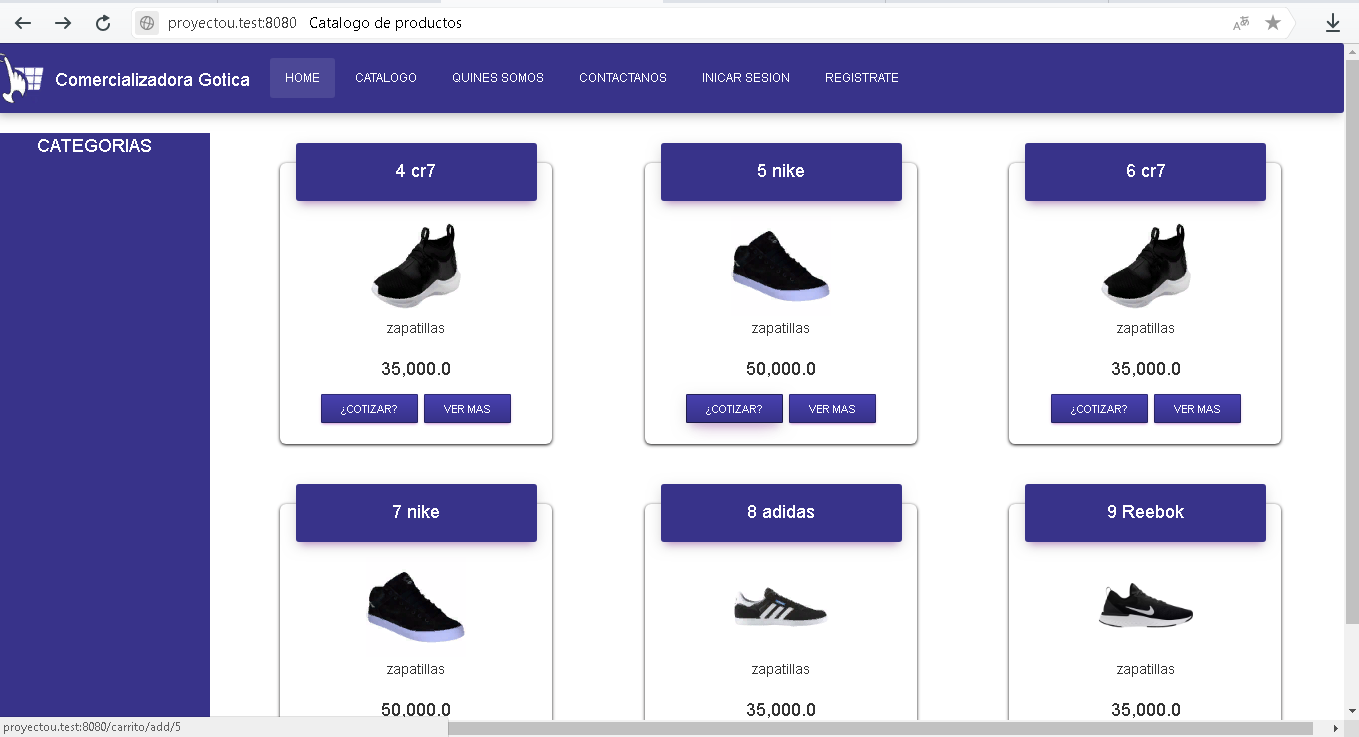 proyectou.test:8080 Catalogo de productos
Comercializadora Gotica HOME CATALOGO QUINES SOMOS CONTACTANOS INICAR SESION REGISTRATE
CATEGORIAS
4 cr7
zapatillas
35,000.0
¿COTIZAR? VER MAS
5 nike
zapatillas
50,000.0
¿COTIZAR? VER MAS
6 cr7
zapatillas
35,000.0
¿COTIZAR? VER MAS
7 nike
zapatillas
50,000.0
8 adidas
zapatillas
35,000.0
9 Reebok
zapatillas
35,000.0
proyectou.test:8080/carrito/add/5